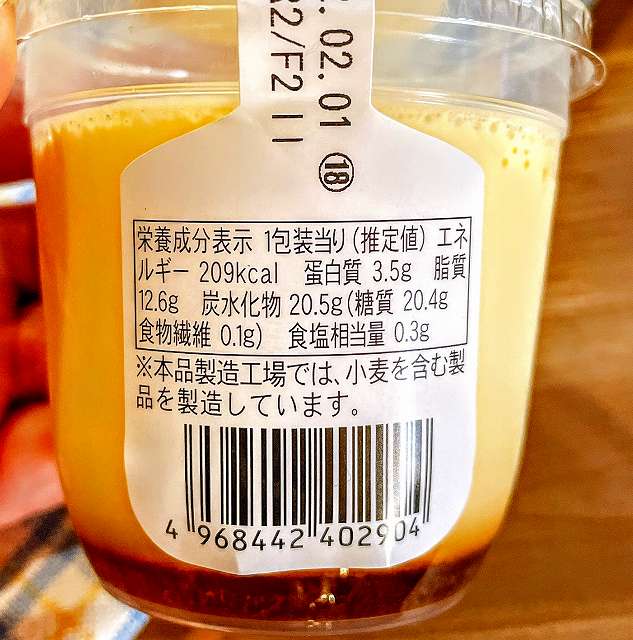 .02.01 ⑱
R2/F2 11
栄養成分表示 1包装当り(推定値) エネ
ルギー 209kcal 蛋白質 3.5g 脂質
12.6g 炭水化物 20.5g(糖質 20.4g
食物繊維 0.1g) 食塩相当量 0.3g
※本品製造工場では、小麦を含む製
品を製造しています。
4 968442 402904